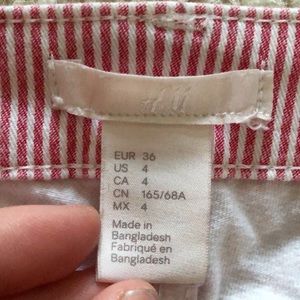 H&M
EUR 36
US 4
CA 4
CN 165/68A
MX 4
Made in
Bangladesh
Fabriqué en
Bangladesh